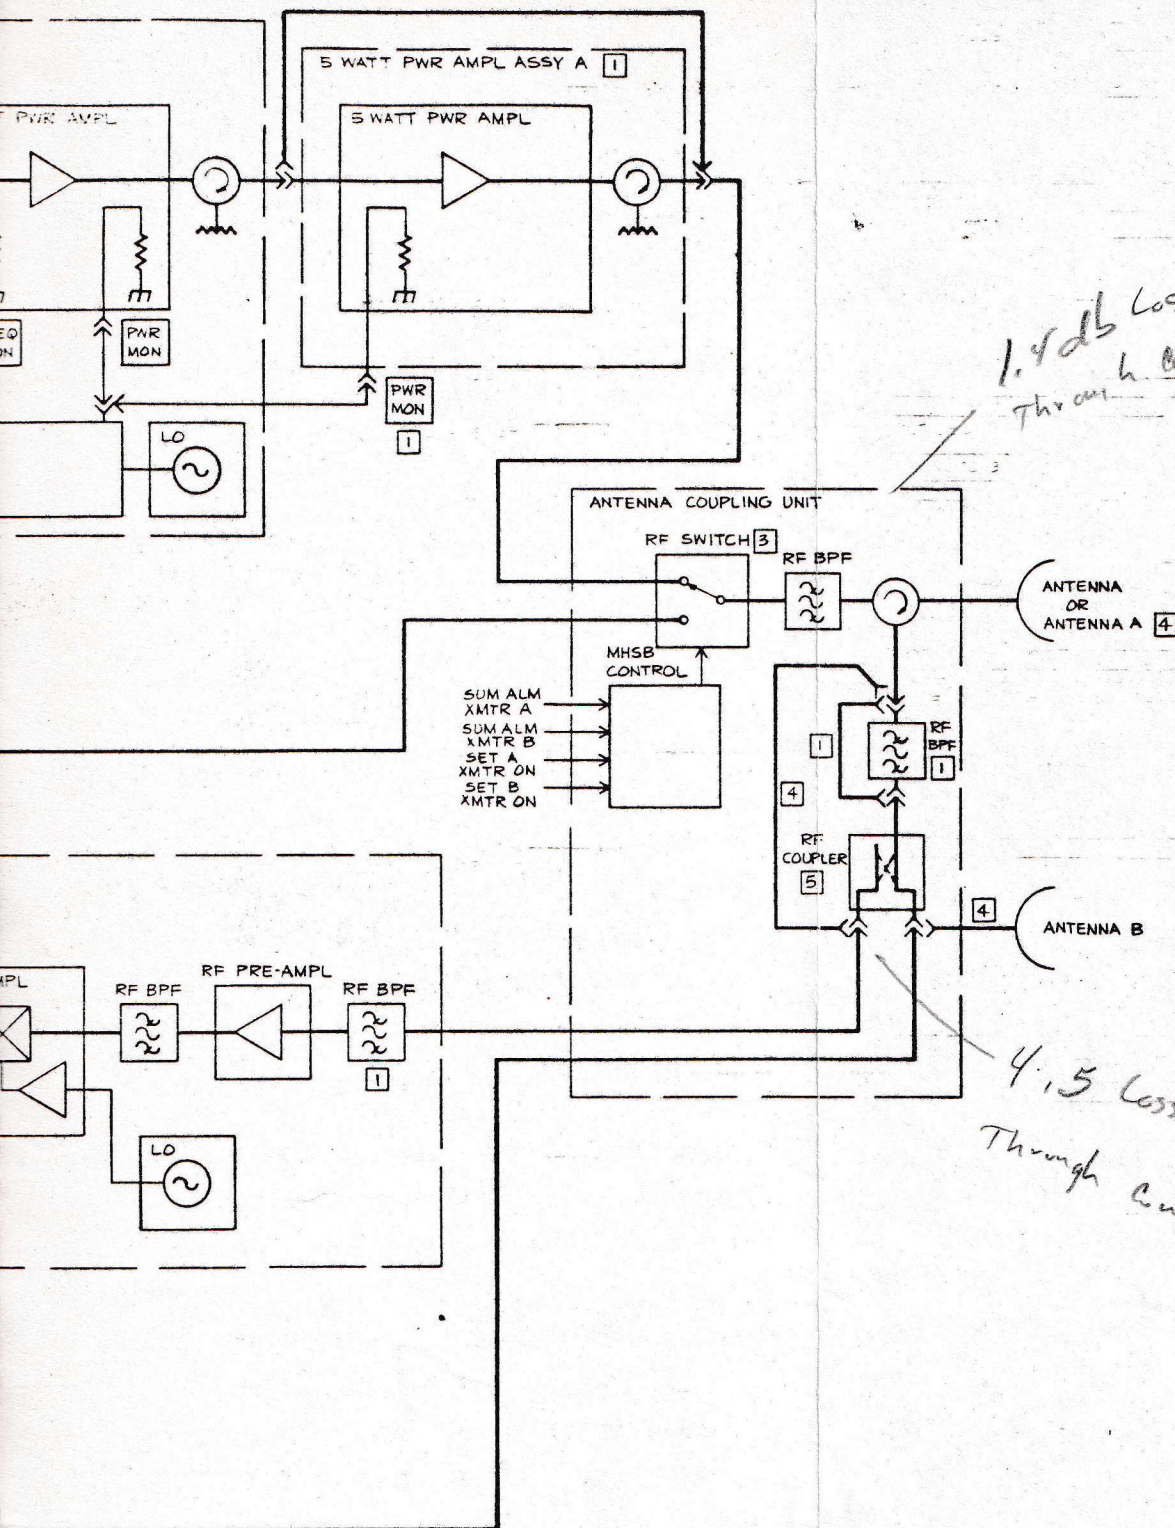 5 WATT PWR AMPL ASSY A 1
PWR AMPL
5 WATT PWR AMPL
PWR
MON
PWR
MON
1
LO
1.4 db
Through
ANTENNA COUPLING UNIT
RF SWITCH 3
RF BPF
ANTENNA
OR
ANTENNA A 4
MHSB
CONTROL
SUM ALM
XMTR A
SUM ALM
XMTR B
SET A
XMTR ON
SET B
XMTR ON
1
RF
BPF
1
4
RF
COUPLER
5
4
ANTENNA B
RF BPF
RF PRE-AMPL
RF BPF
1
LO
4.5 Loss
Through